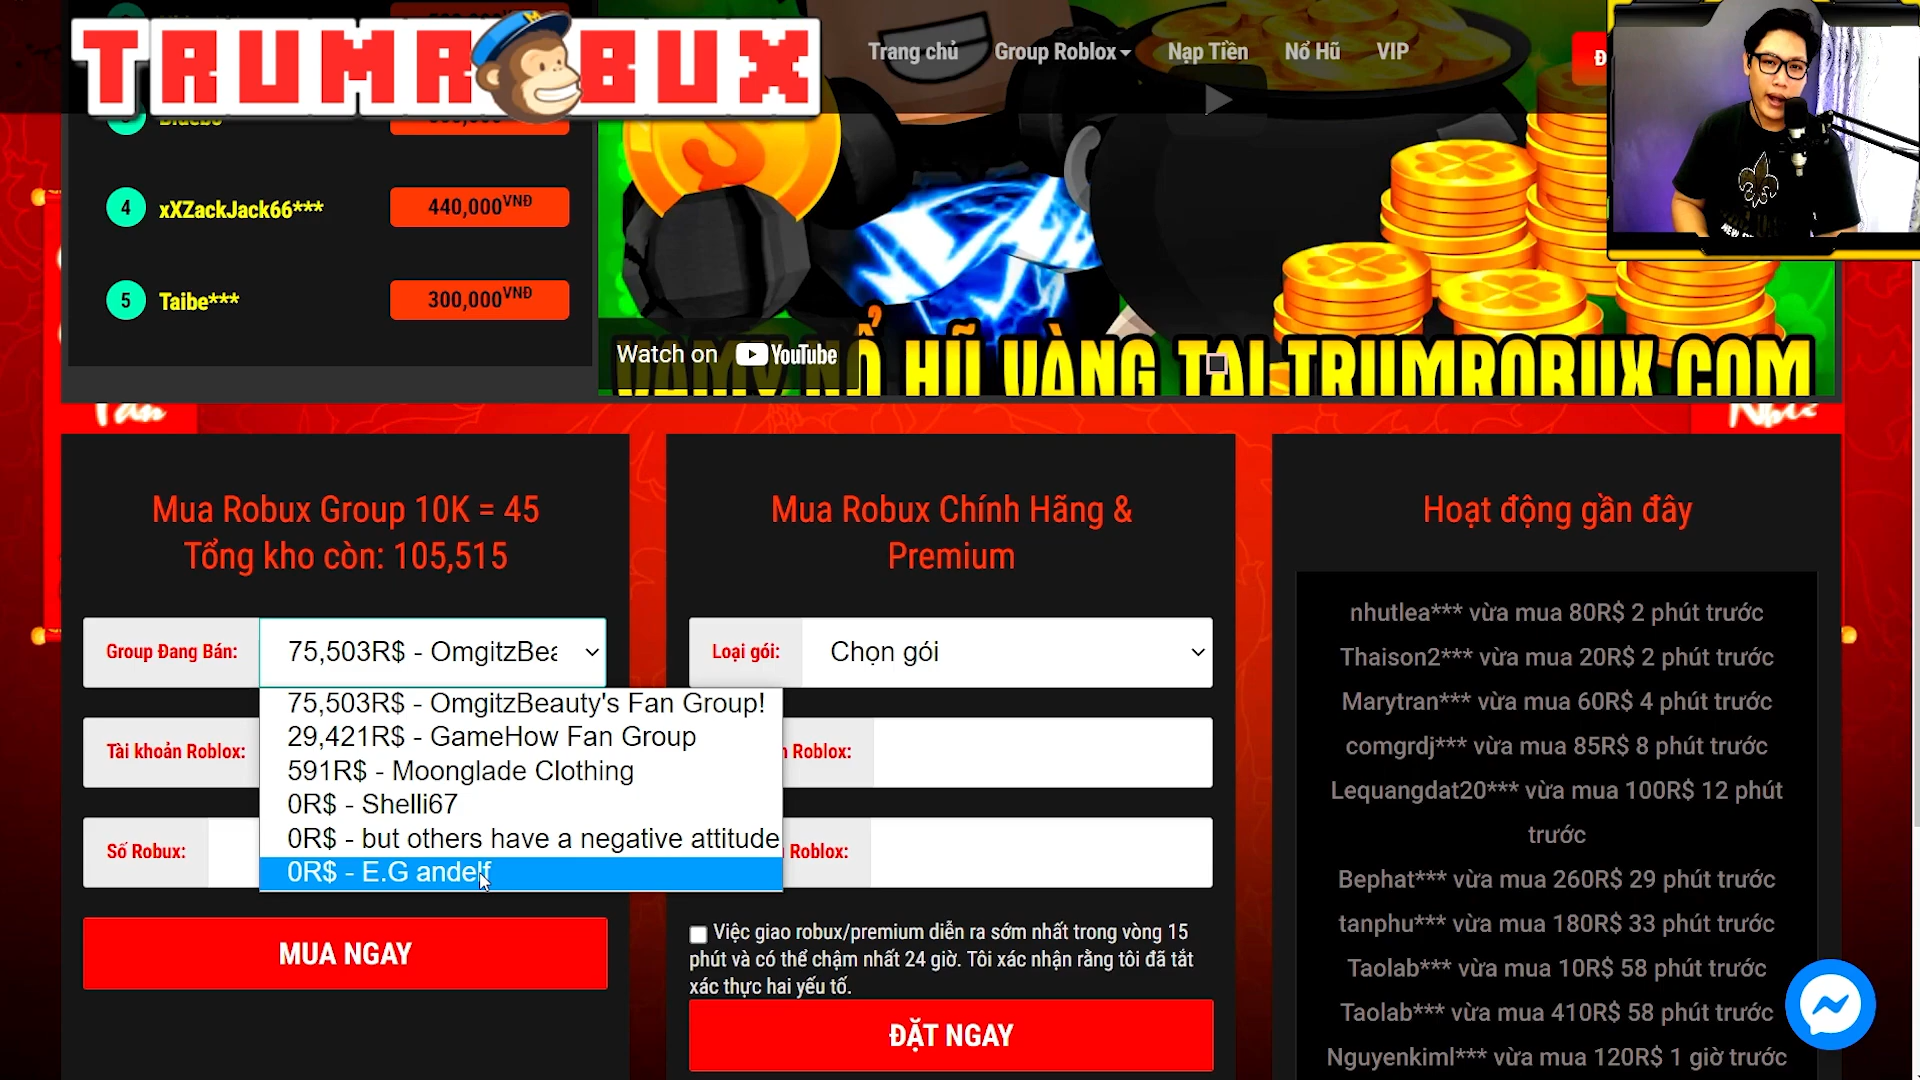 TRUMROBUX
Trang chủ
Group Roblox
Nạp Tiền
Nổ Hũ
VIP
Đ
4
xXZackJack66***
440,000VNĐ
5
Taibe***
300,000VNĐ
Watch on YouTube
NỔ HŨ VÀNG TẠI TRUMROBUX.COM
Mua Robux Group 10K = 45
Tổng kho còn: 105,515
Group Đang Bán:
75,503R$ - OmgitzBea
75,503R$ - OmgitzBeauty's Fan Group!
29,421R$ - GameHow Fan Group
591R$ - Moonglade Clothing
0R$ - Shelli67
0R$ - but others have a negative attitude
0R$ - E.G andelf
Tài khoản Roblox:
Số Robux:
MUA NGAY
Mua Robux Chính Hãng &
Premium
Loại gói:
Chọn gói
Roblox:
Roblox:
Việc giao robux/premium diễn ra sớm nhất trong vòng 15
phút và có thể chậm nhất 24 giờ. Tôi xác nhận rằng tôi đã tắt
xác thực hai yếu tố.
ĐẶT NGAY
Hoạt động gần đây
nhutlea*** vừa mua 80R$ 2 phút trước
Thaison2*** vừa mua 20R$ 2 phút trước
Marytran*** vừa mua 60R$ 4 phút trước
comgrdj*** vừa mua 85R$ 8 phút trước
Lequangdat20*** vừa mua 100R$ 12 phút
trước
Bephat*** vừa mua 260R$ 29 phút trước
tanphu*** vừa mua 180R$ 33 phút trước
Taolab*** vừa mua 10R$ 58 phút trước
Taolab*** vừa mua 410R$ 58 phút trước
Nguyenkiml*** vừa mua 120R$ 1 giờ trước